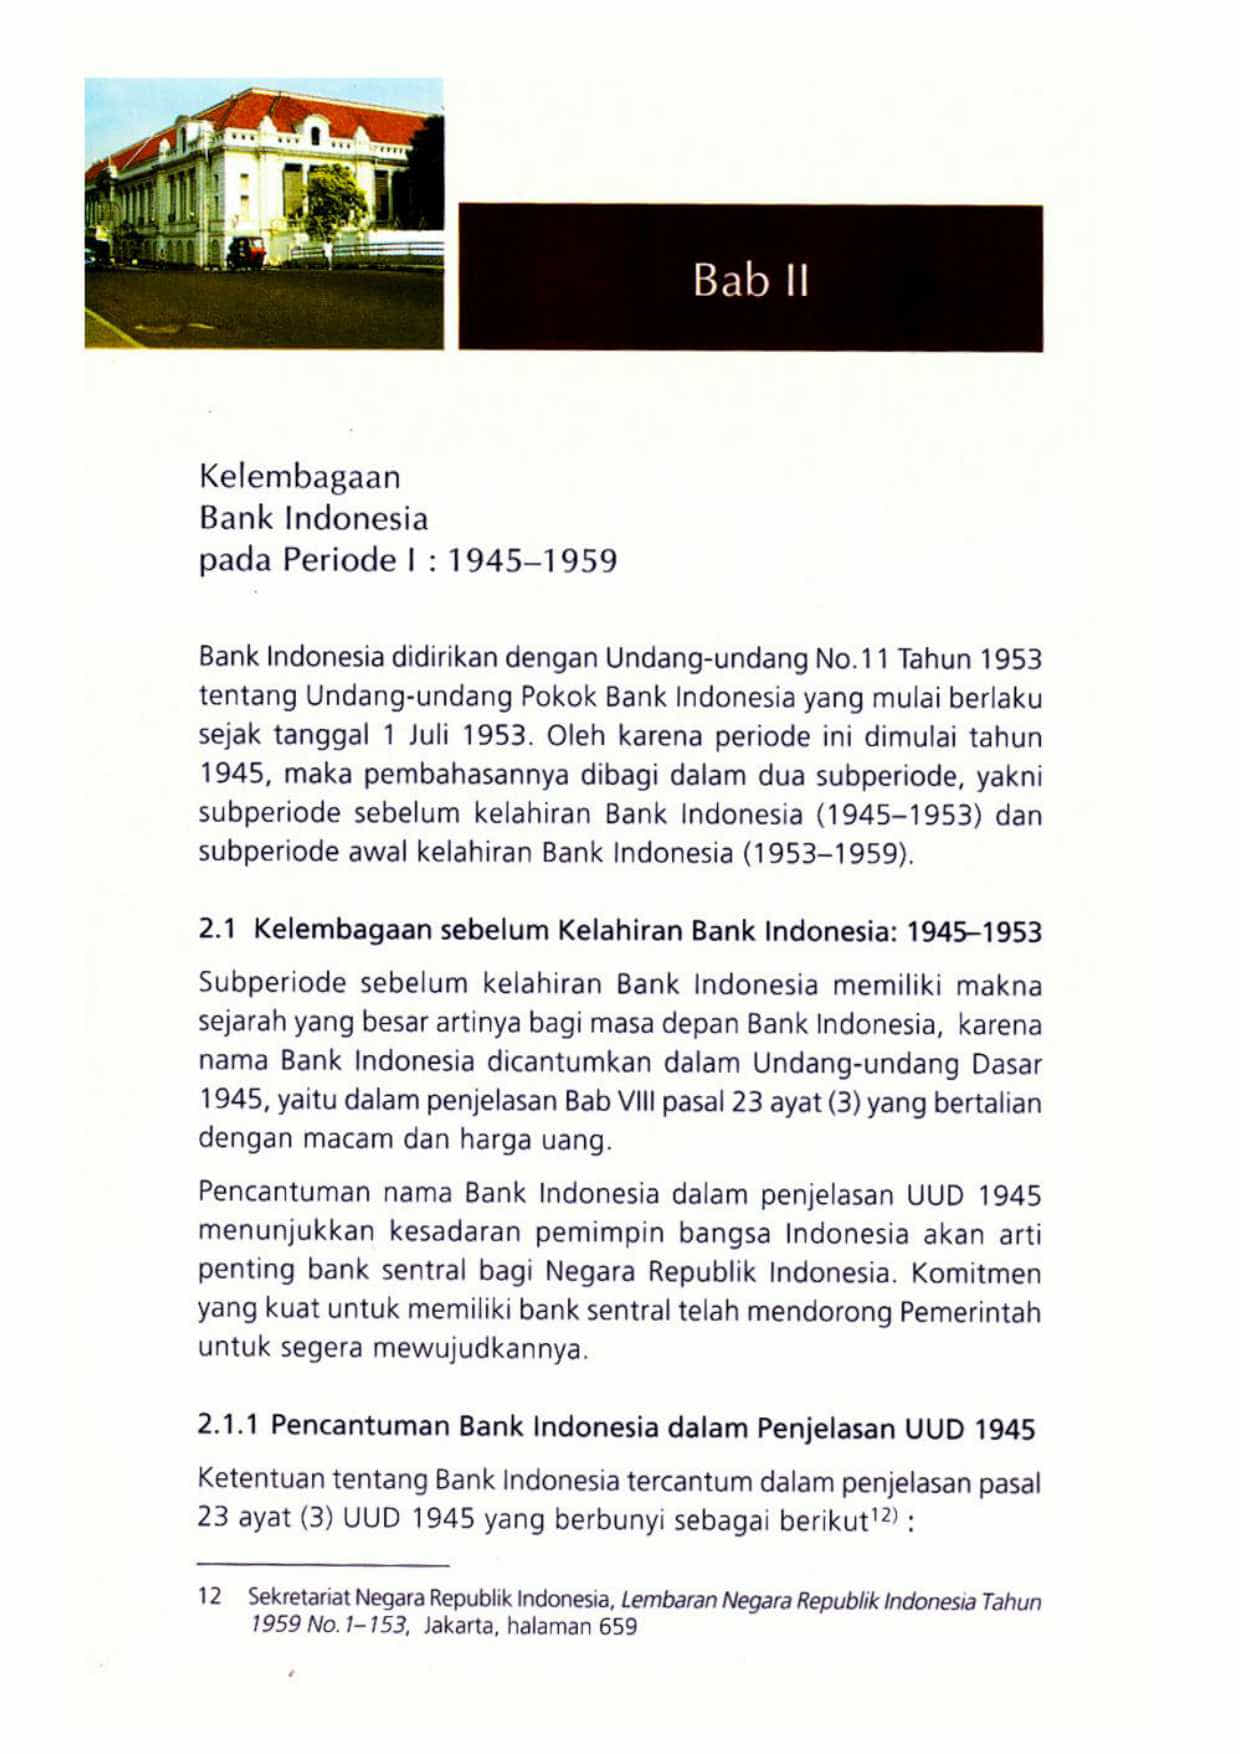 Bab II
Kelembagaan
Bank Indonesia
pada Periode I : 1945–1959
Bank Indonesia didirikan dengan Undang-undang No.11 Tahun 1953
tentang Undang-undang Pokok Bank Indonesia yang mulai berlaku
sejak tanggal 1 Juli 1953. Oleh karena periode ini dimulai tahun
1945, maka pembahasannya dibagi dalam dua subperiode, yakni
subperiode sebelum kelahiran Bank Indonesia (1945–1953) dan
subperiode awal kelahiran Bank Indonesia (1953–1959).
2.1 Kelembagaan sebelum Kelahiran Bank Indonesia: 1945–1953
Subperiode sebelum kelahiran Bank Indonesia memiliki makna
sejarah yang besar artinya bagi masa depan Bank Indonesia, karena
nama Bank Indonesia dicantumkan dalam Undang-undang Dasar
1945, yaitu dalam penjelasan Bab VIII pasal 23 ayat (3) yang bertalian
dengan macam dan harga uang.
Pencantuman nama Bank Indonesia dalam penjelasan UUD 1945
menunjukkan kesadaran pemimpin bangsa Indonesia akan arti
penting bank sentral bagi Negara Republik Indonesia. Komitmen
yang kuat untuk memiliki bank sentral telah mendorong Pemerintah
untuk segera mewujudkannya.
2.1.1 Pencantuman Bank Indonesia dalam Penjelasan UUD 1945
Ketentuan tentang Bank Indonesia tercantum dalam penjelasan pasal
23 ayat (3) UUD 1945 yang berbunyi sebagai berikut¹²⁾ :
12 Sekretariat Negara Republik Indonesia, Lembaran Negara Republik Indonesia Tahun
1959 No. 1–153, Jakarta, halaman 659